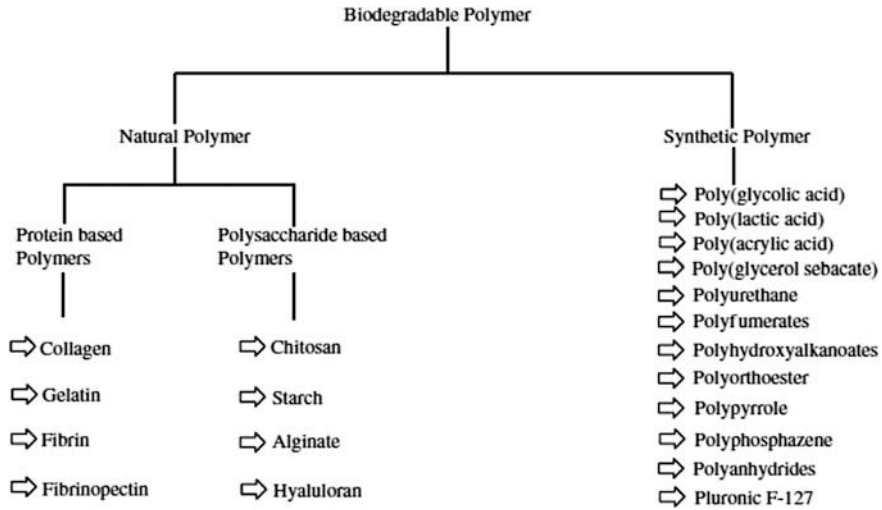 Biodegradable Polymer
Natural Polymer
Synthetic Polymer
Protein based
Polymers
Polysaccharide based
Polymers
Collagen
Gelatin
Fibrin
Fibrinopectin
Chitosan
Starch
Alginate
Hyaluloran
Poly(glycolic acid)
Poly(lactic acid)
Poly(acrylic acid)
Poly(glycerol sebacate)
Polyurethane
Polyfumerates
Polyhydroxyalkanoates
Polyorthoester
Polypyrrole
Polyphosphazene
Polyanhydrides
Pluronic F-127